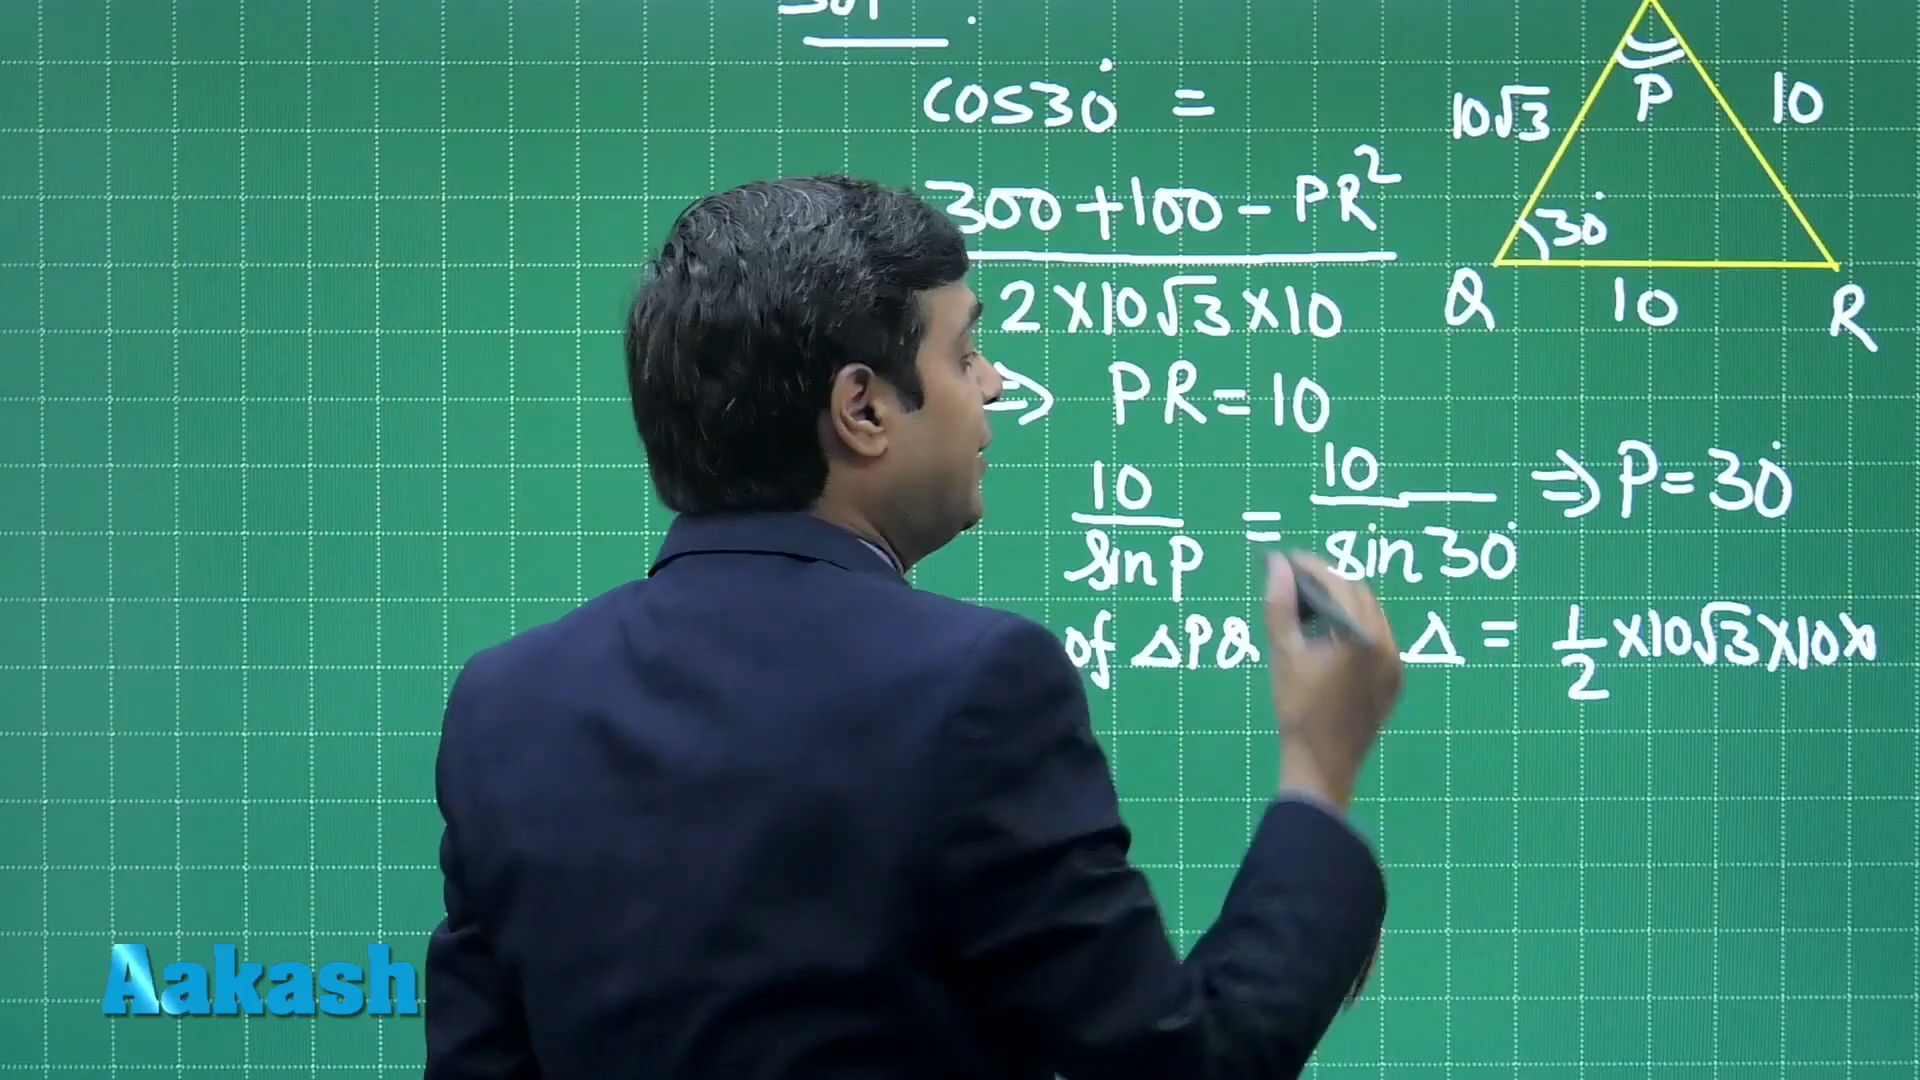 Sol .
cos30° =
300+100-PR²
2×10√3×10
⇒ PR=10
10
sinP
=
10
sin30°
⇒P=30°
of ΔPQ
Δ = 1/2×10√3×10×
P
10√3
10
30°
Q
10
R
Aakash